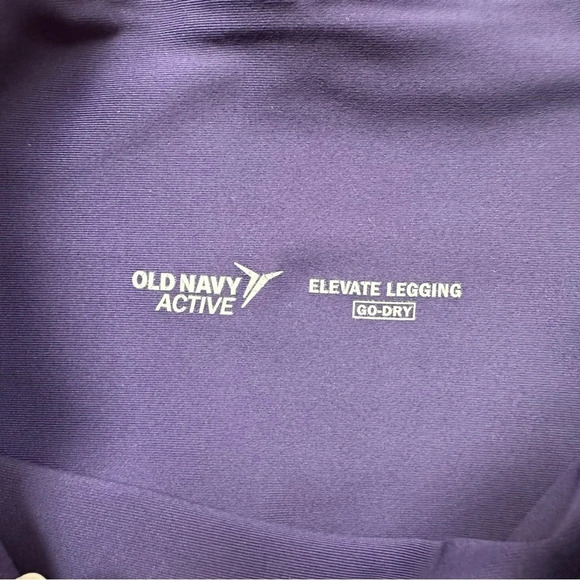 OLD NAVY
ACTIVE
ELEVATE LEGGING
GO-DRY